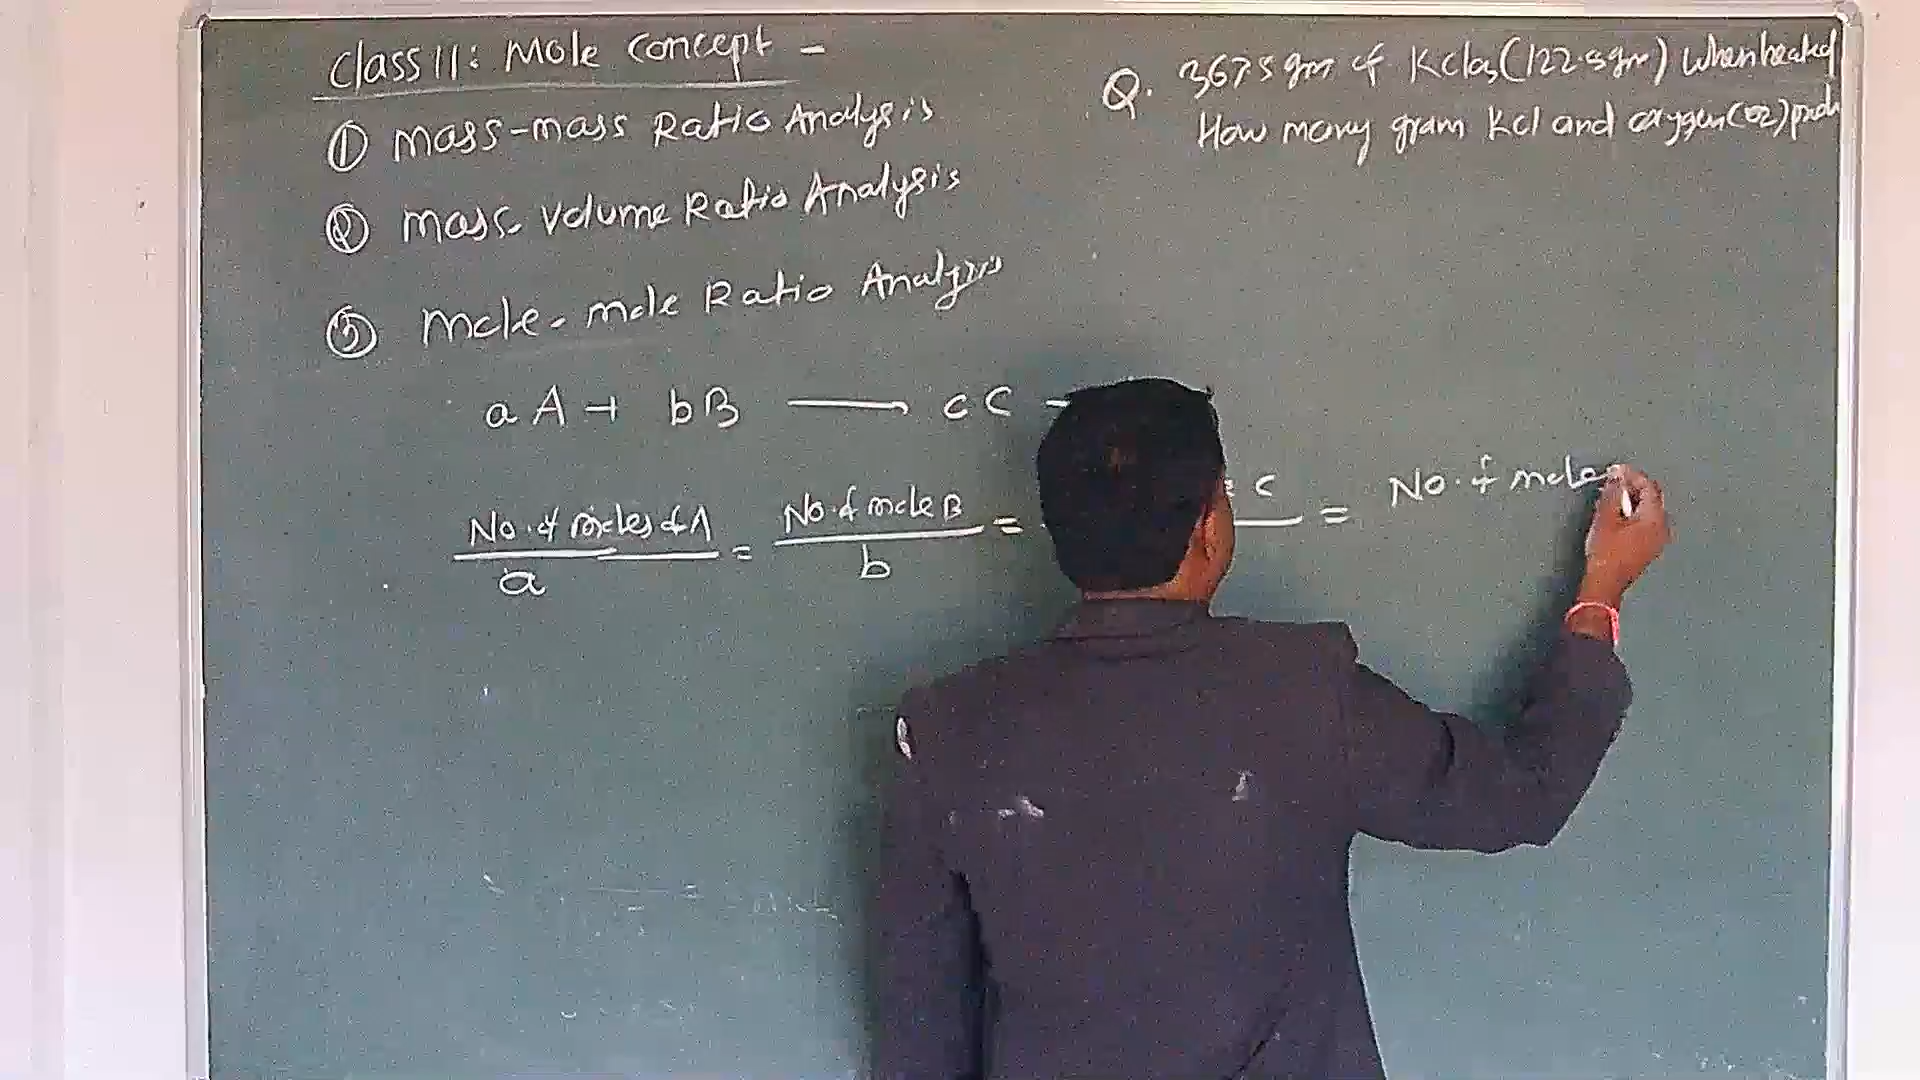 Class 11: Mole Concept -
① Mass-mass Ratio Analysis
② Mass-Volume Ratio Analysis
③ Mole-mole Ratio Analysis
aA + bB — cC
No. of moles of A = No. of mole B = C = No. of moles
a b
Q. 367.5 gm of KClO3 (122.5 gm) when heated
How many gram KCl and oxygen (O2)